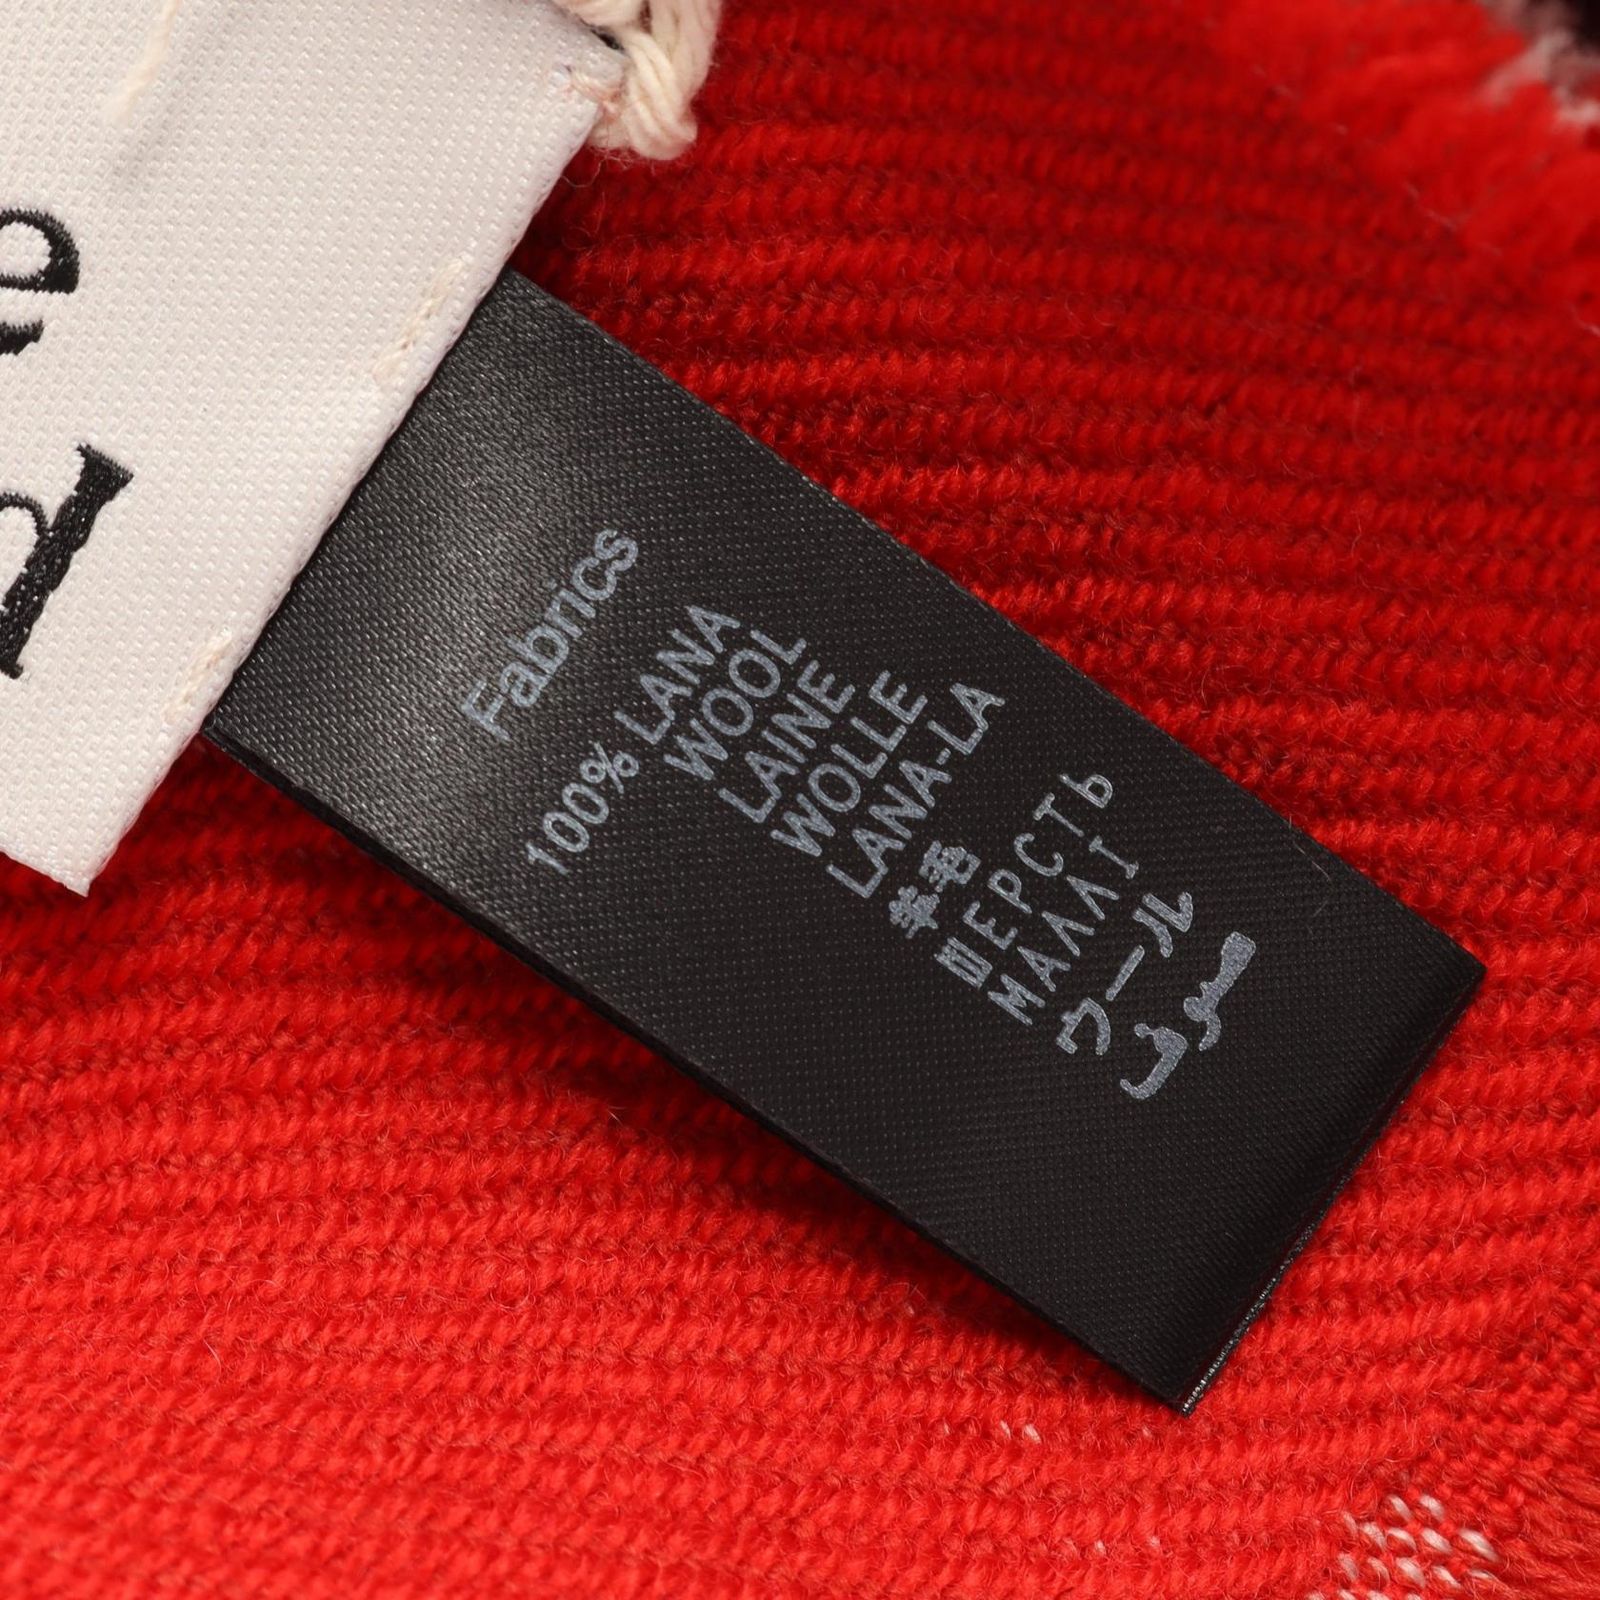 e
d
Fabrics
100% LANA
WOOL
LAINE
WOLLE
LANA-LA
羊毛
ШЕРСТЬ
ΜΑΛΛΙ
ウール
صوف